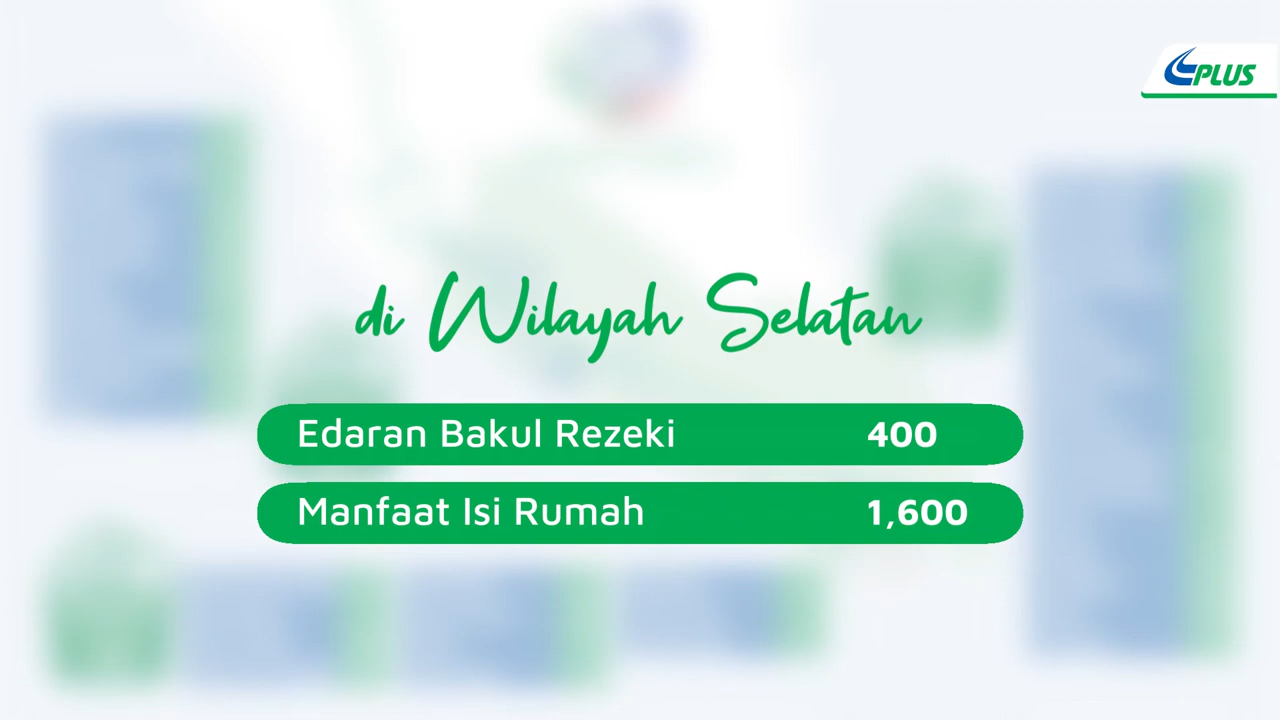 PLUS
di Wilayah Selatan
Edaran Bakul Rezeki 400
Manfaat Isi Rumah 1,600